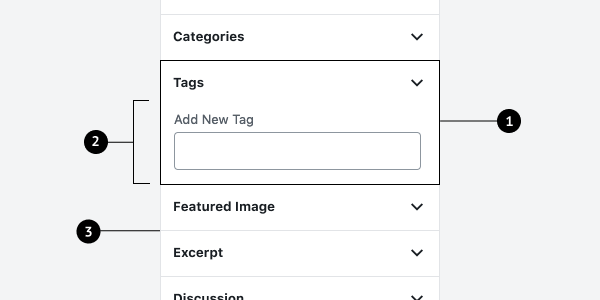 Categories
Tags
1
Add New Tag
2
Featured Image
3
Excerpt
Discussion